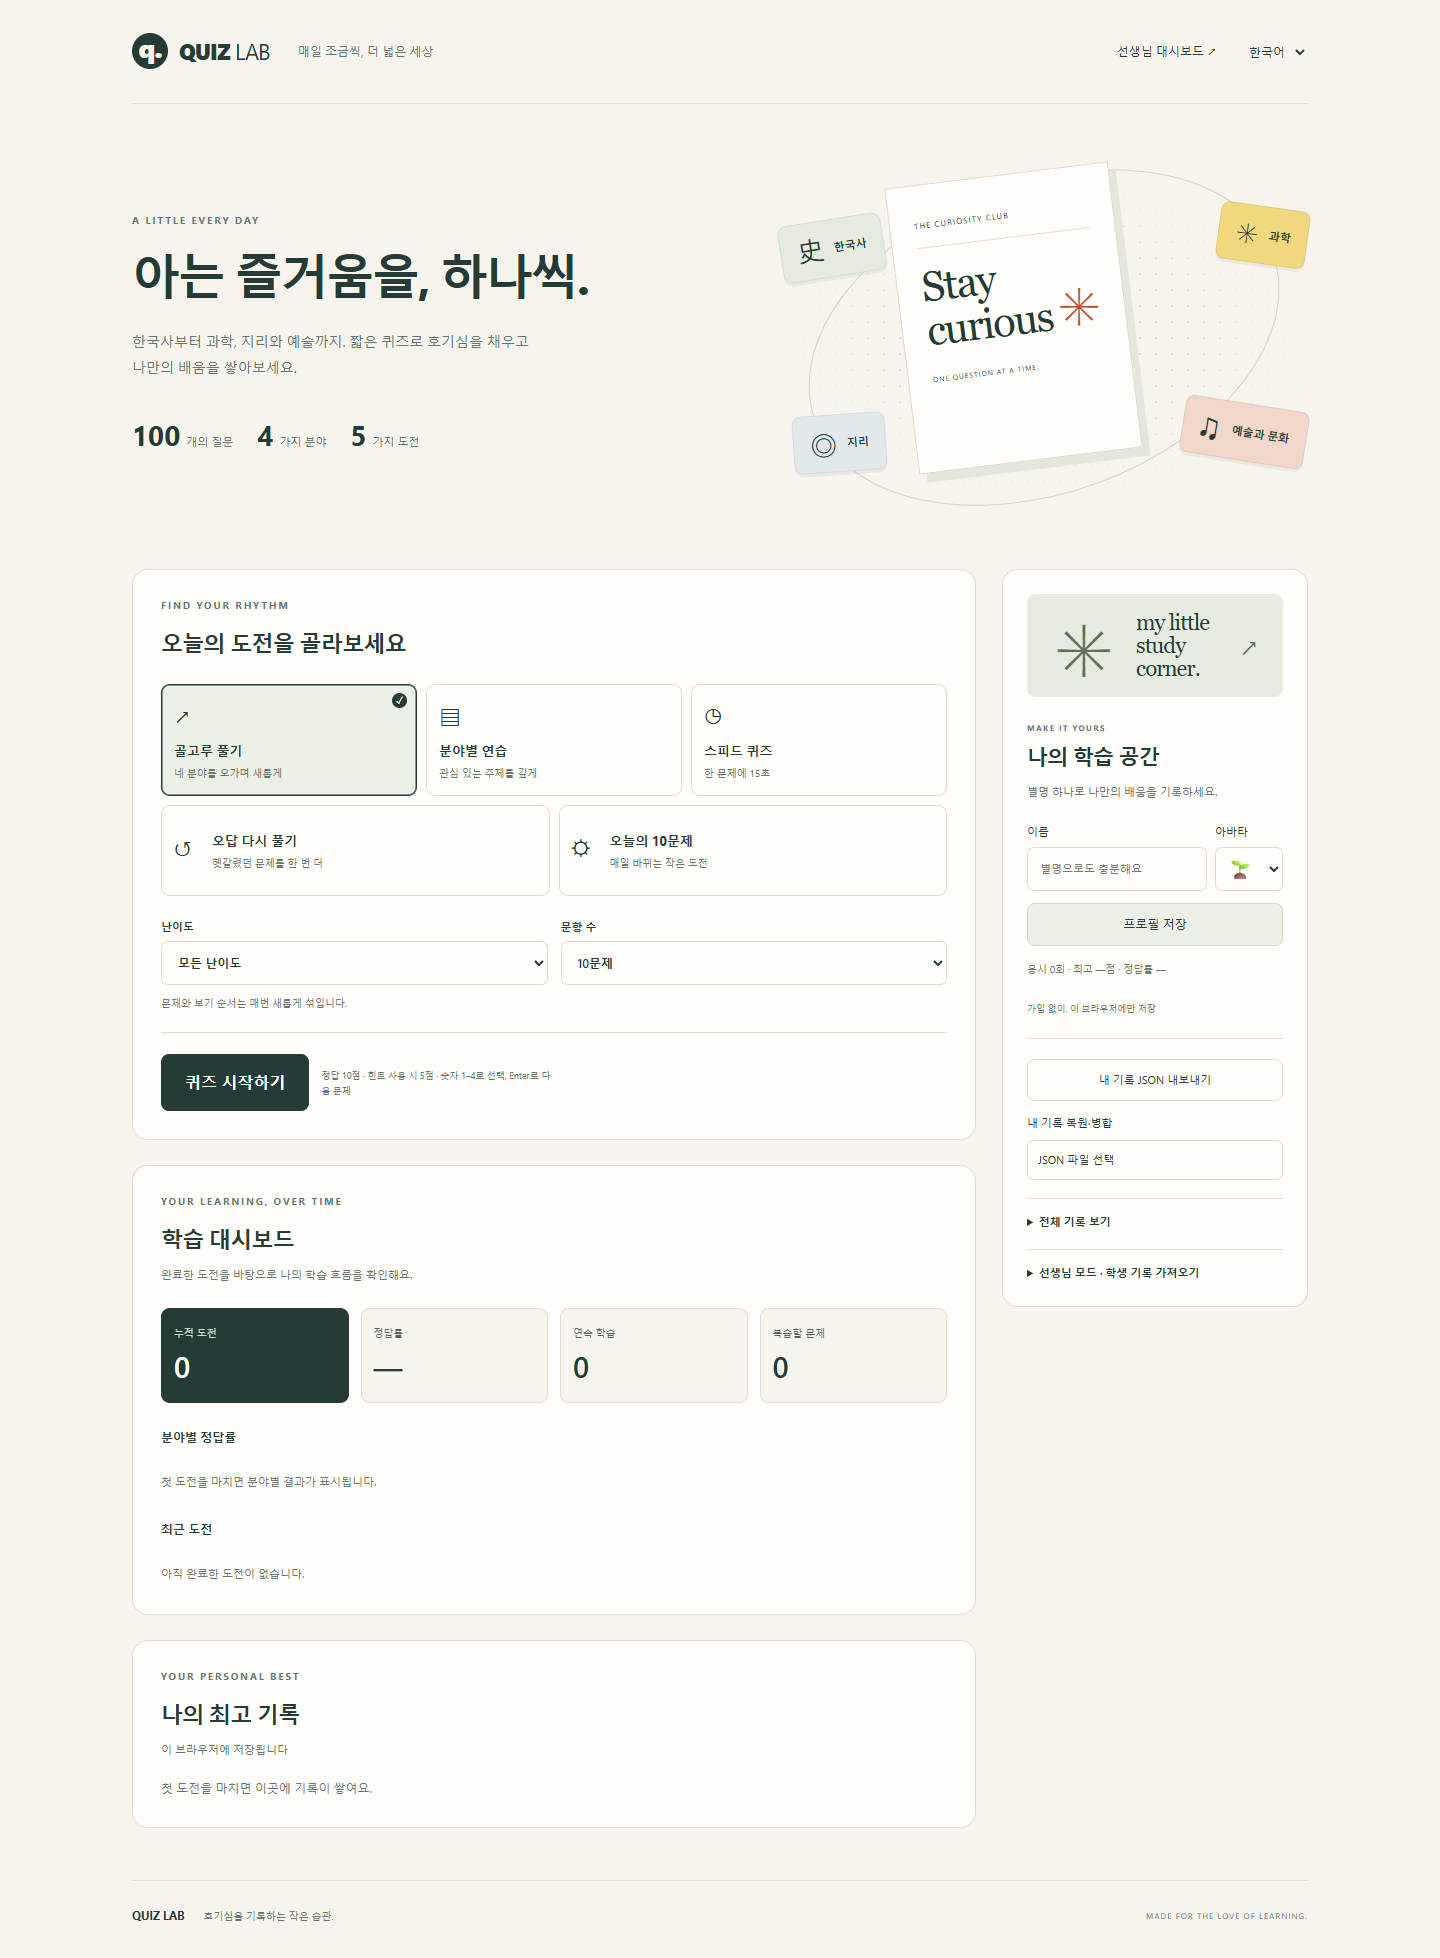 q.
QUIZ LAB
매일 조금씩, 더 넓은 세상
선생님 대시보드 ↗
한국어
A LITTLE EVERY DAY
아는 즐거움을, 하나씩.
한국사부터 과학, 지리와 예술까지. 짧은 퀴즈로 호기심을 채우고
나만의 배움을 쌓아보세요.
100 개의 질문
4 가지 분야
5 가지 도전
史 한국사
THE CURIOSITY CLUB
Stay
curious
ONE QUESTION AT A TIME.
과학
지리
예술과 문화
FIND YOUR RHYTHM
오늘의 도전을 골라보세요
골고루 풀기
네 분야를 오가며 새롭게
분야별 연습
관심 있는 주제를 깊게
스피드 퀴즈
한 문제에 15초
오답 다시 풀기
헷갈렸던 문제를 한 번 더
오늘의 10문제
매일 바뀌는 작은 도전
난이도
모든 난이도
문항 수
10문제
문제와 보기 순서는 매번 새롭게 섞입니다.
퀴즈 시작하기
정답 10점 · 힌트 사용 시 5점 · 숫자 1–4로 선택, Enter로 다
음 문제
my little
study
corner.
MAKE IT YOURS
나의 학습 공간
별명 하나로 나만의 배움을 기록하세요.
이름
아바타
별명으로도 충분해요
프로필 저장
응시 0회 · 최고 —점 · 정답률 —
가입 없이, 이 브라우저에만 저장
내 기록 JSON 내보내기
내 기록 복원·병합
JSON 파일 선택
전체 기록 보기
선생님 모드 · 학생 기록 가져오기
YOUR LEARNING, OVER TIME
학습 대시보드
완료한 도전을 바탕으로 나의 학습 흐름을 확인해요.
누적 도전
0
정답률
—
연속 학습
0
복습할 문제
0
분야별 정답률
첫 도전을 마치면 분야별 결과가 표시됩니다.
최근 도전
아직 완료한 도전이 없습니다.
YOUR PERSONAL BEST
나의 최고 기록
이 브라우저에 저장됩니다
첫 도전을 마치면 이곳에 기록이 쌓여요.
QUIZ LAB
호기심을 기록하는 작은 습관.
MADE FOR THE LOVE OF LEARNING.